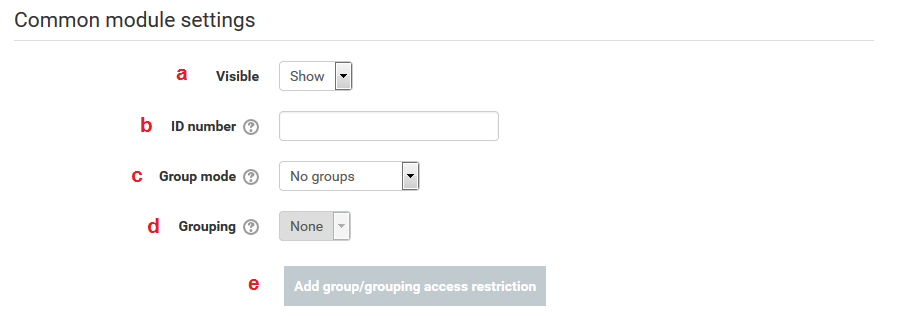 Common module settings
a Visible Show
b ID number ?
c Group mode ? No groups
d Grouping ? None
e Add group/grouping access restriction